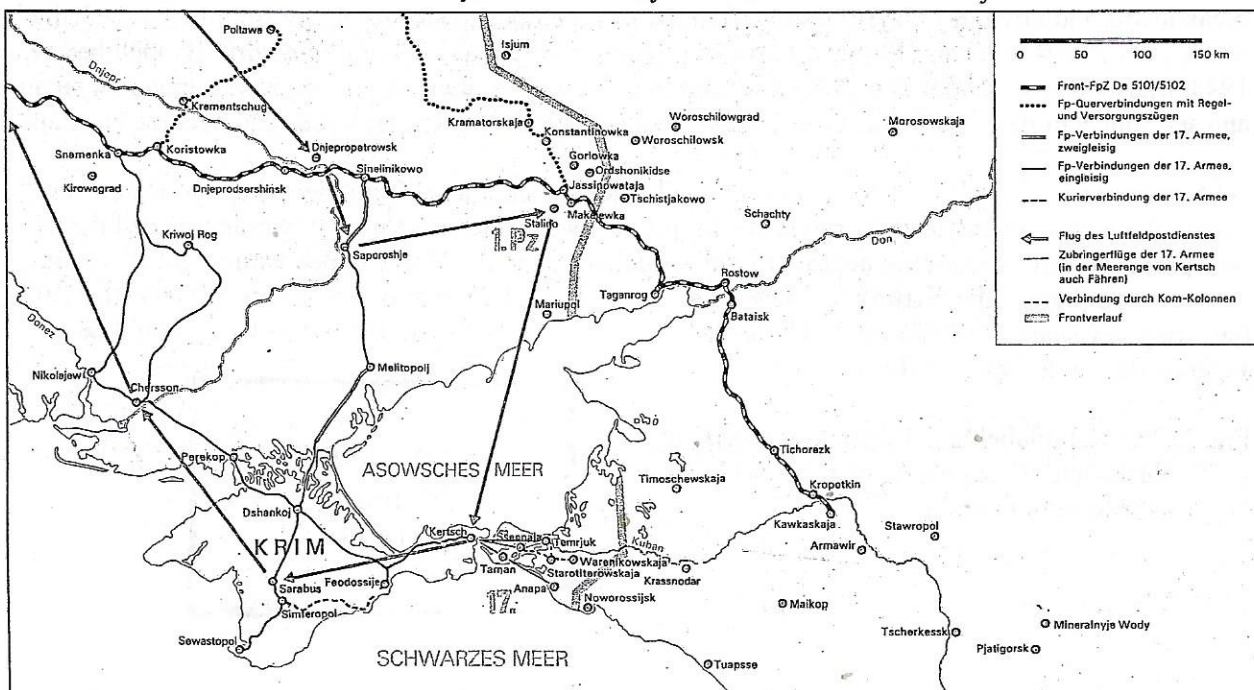 Poltawa
Isjum
Dnjepr
Krementschug
Kramatorskaja
Konstantinowka
Woroschilowgrad
Woroschilowsk
Morosowskaja
Snamenka
Koristowka
Dnjepropatrowsk
Gorlowka
Ordshonikidse
Kirowograd
Dnjeprodsershinsk
Sinelinikowo
Jassinowataja
Makejewka
Tschistjakowo
Stalino
Schachty
Kriwoj Rog
1.Pz
Saporoshje
Don
Rostow
Taganrog
Bataisk
Mariupol
Donez
Nikolajew
Chersson
Melitopolj
Perekop
ASOWSCHES MEER
Tichorezk
Timoschewskaja
Kropotkin
Dshankoj
Kawkaskaja
Stawropol
KRIM
Kertsch
Ssennaja
Temrjuk
Kuban
Armawir
Taman
Warenikowskaja
Starotiterowskaja
Krassnodar
Sarabus
Feodossije
Anapa
17.
Simferopol
Noworossijsk
Maikop
Sewastopol
Tscherkessk
Mineralnyje Wody
Pjatigorsk
SCHWARZES MEER
Tuapsse
0 50 100 150 km
Front-FpZ De 5101/5102
Fp-Querverbindungen mit Regel-
und Versorgungszügen
Fp-Verbindungen der 17. Armee,
zweigleisig
Fp-Verbindungen der 17. Armee,
eingleisig
Kurierverbindung der 17. Armee
Flug des Luftfeldpostdienstes
Zubringerflüge der 17. Armee
(in der Meerenge von Kertsch
auch Fähren)
Verbindung durch Kom-Kolonnen
Frontverlauf